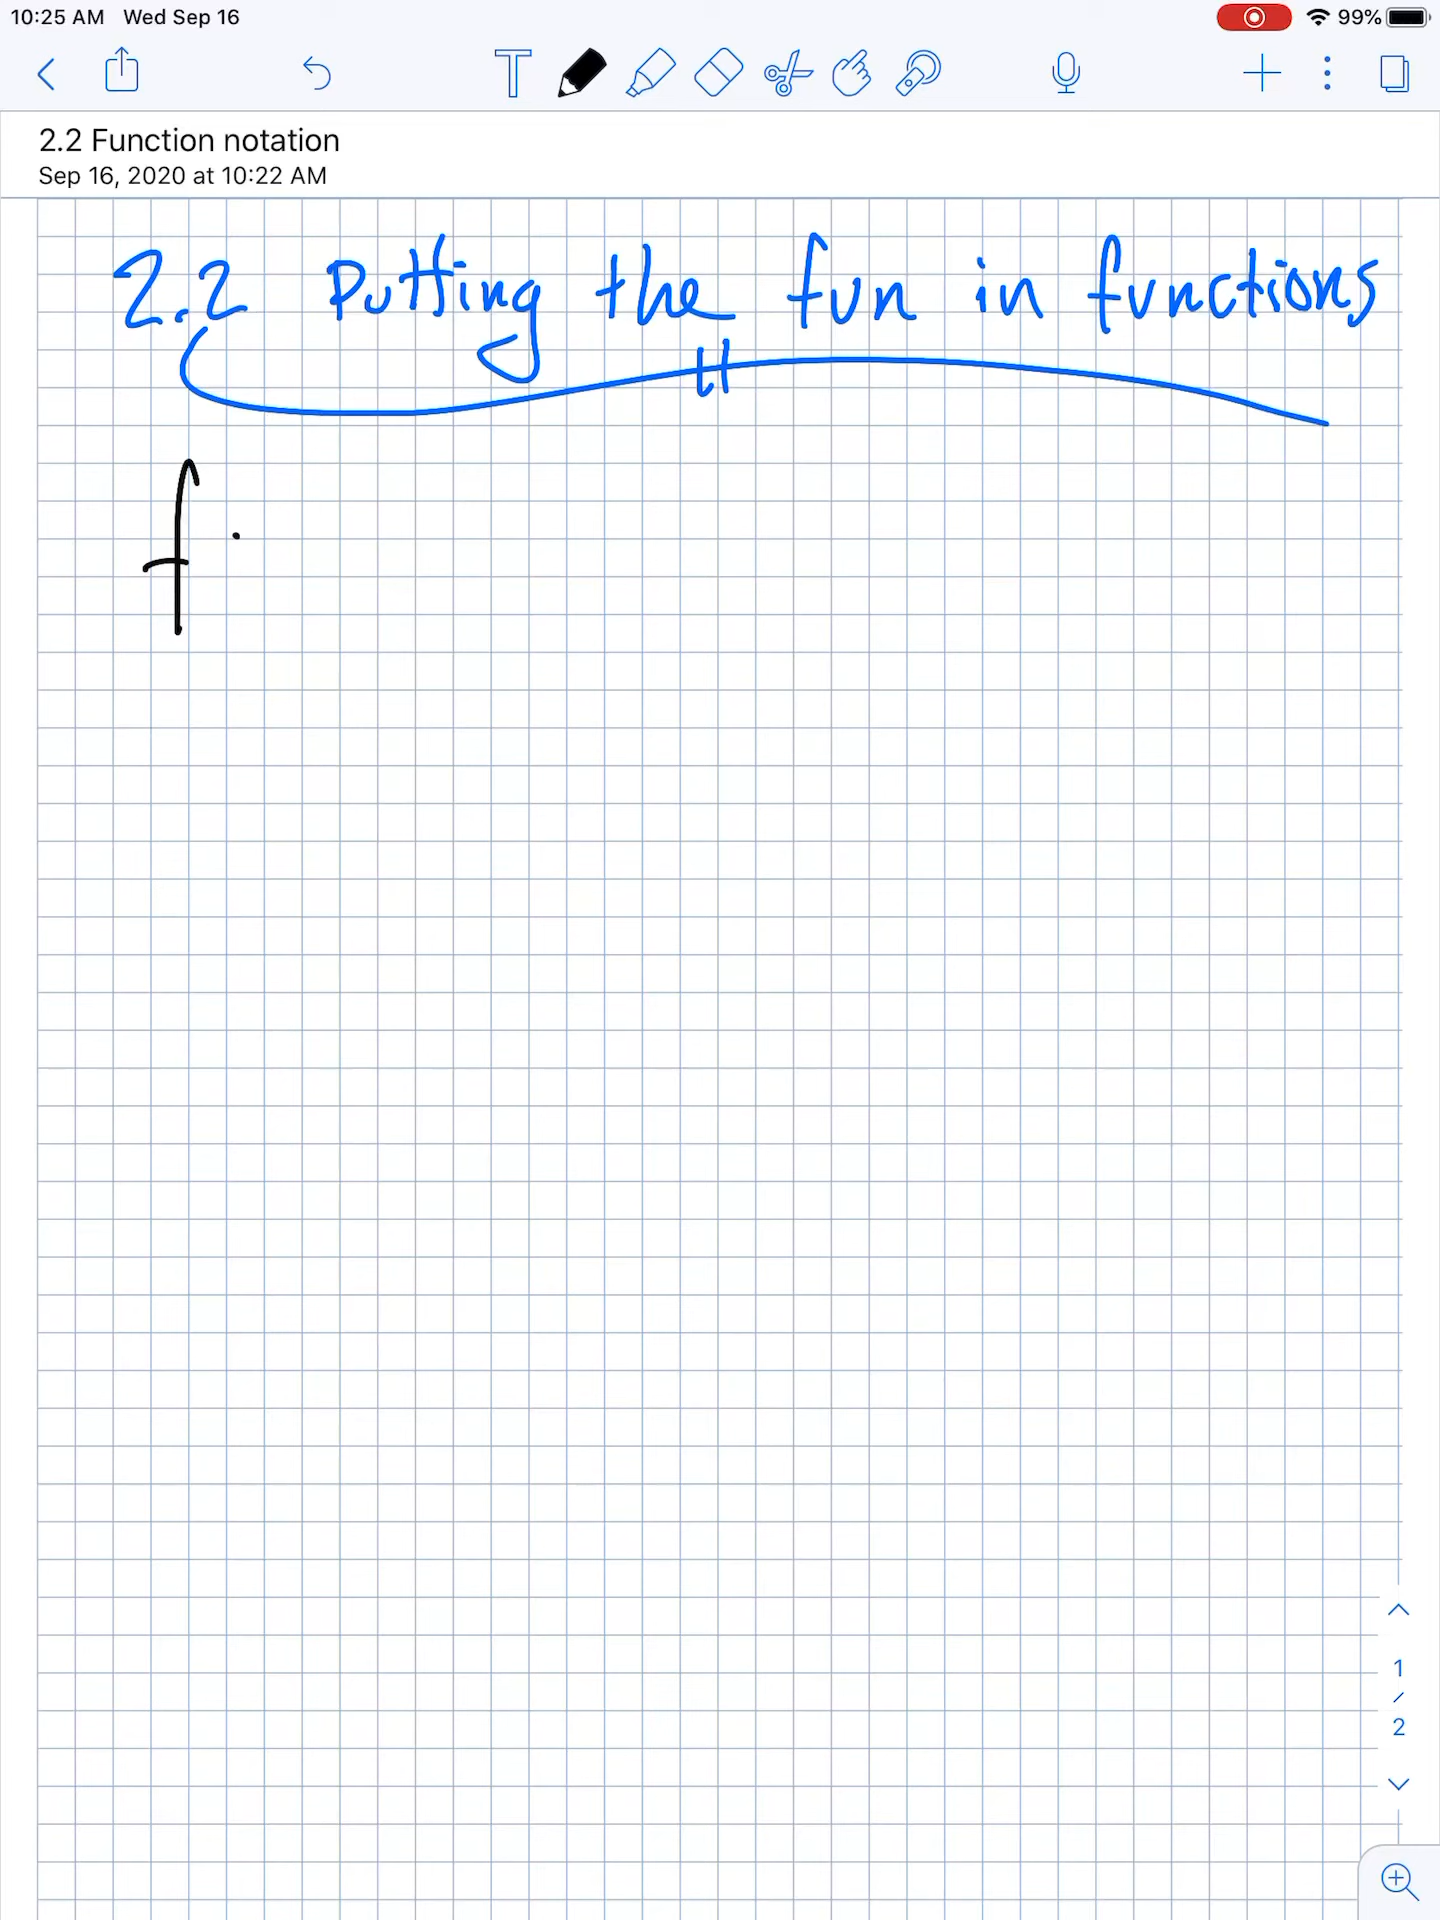 10:25 AM Wed Sep 16 99%
2.2 Function notation
Sep 16, 2020 at 10:22 AM
2.2 Putting the fun in functions
f
1
/
2